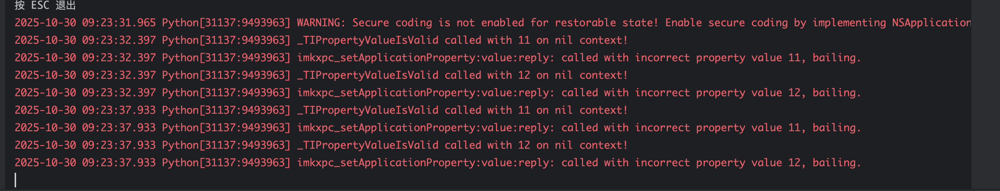 按 ESC 退出
2025-10-30 09:23:31.965 Python[31137:9493963] WARNING: Secure coding is not enabled for restorable state! Enable secure coding by implementing NSApplication
2025-10-30 09:23:32.397 Python[31137:9493963] _TIPropertyValueIsValid called with 11 on nil context!
2025-10-30 09:23:32.397 Python[31137:9493963] imkxpc_setApplicationProperty:value:reply: called with incorrect property value 11, bailing.
2025-10-30 09:23:32.397 Python[31137:9493963] _TIPropertyValueIsValid called with 12 on nil context!
2025-10-30 09:23:32.397 Python[31137:9493963] imkxpc_setApplicationProperty:value:reply: called with incorrect property value 12, bailing.
2025-10-30 09:23:37.933 Python[31137:9493963] _TIPropertyValueIsValid called with 11 on nil context!
2025-10-30 09:23:37.933 Python[31137:9493963] imkxpc_setApplicationProperty:value:reply: called with incorrect property value 11, bailing.
2025-10-30 09:23:37.933 Python[31137:9493963] _TIPropertyValueIsValid called with 12 on nil context!
2025-10-30 09:23:37.933 Python[31137:9493963] imkxpc_setApplicationProperty:value:reply: called with incorrect property value 12, bailing.